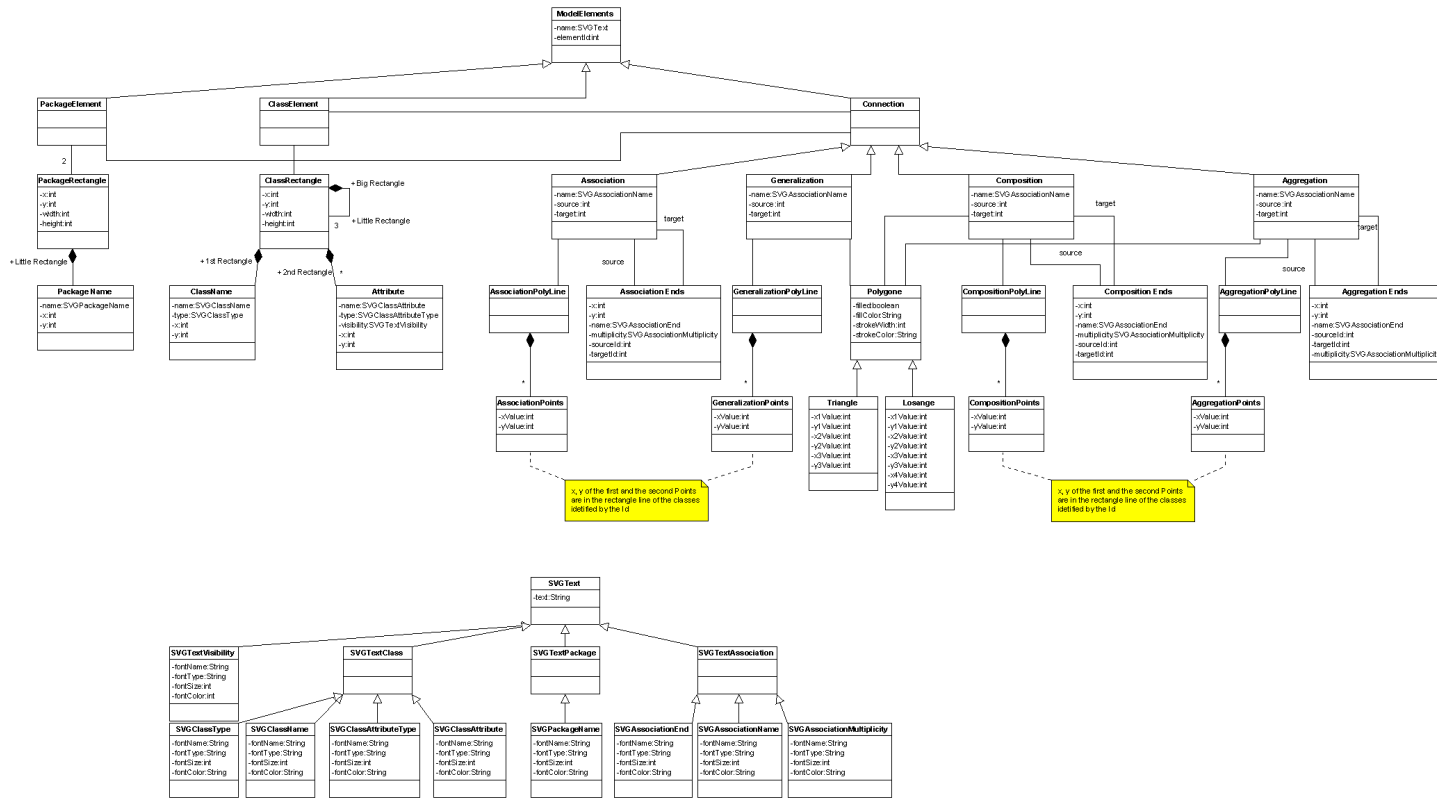 ModelElements
-name:SVGText
-elementId:int
PackageElement
ClassElement
Connection
2
PackageRectangle
-x:int
-y:int
-width:int
-height:int
ClassRectangle
-x:int
-y:int
-width:int
-height:int
+ Big Rectangle
+ Little Rectangle
3
Association
-name:SVGAssociationName
-source:int
-target:int
target
source
Generalization
-name:SVGAssociationName
-source:int
-target:int
Composition
-name:SVGAssociationName
-source:int
-target:int
target
source
Aggregation
-name:SVGAssociationName
-source:int
-target:int
target
source
+ Little Rectangle
+ 1st Rectangle
+ 2nd Rectangle
*
Package Name
-name:SVGPackageName
-x:int
-y:int
ClassName
-name:SVGClassName
-type:SVGClassType
-x:int
-y:int
Attribute
-name:SVGClassAttribute
-type:SVGClassAttributeType
-visibility:SVGTextVisibility
-x:int
-y:int
AssociationPolyLine
Association Ends
-x:int
-y:int
-name:SVGAssociationEnd
-multiplicity:SVGAssociationMultiplicity
-sourceId:int
-targetId:int
GeneralizationPolyLine
Polygone
-filled:boolean
-fillColor:String
-strokeWidth:int
-strokeColor:String
CompositionPolyLine
Composition Ends
-x:int
-y:int
-name:SVGAssociationEnd
-multiplicity:SVGAssociationMultiplicity
-sourceId:int
-targetId:int
AggregationPolyLine
Aggregation Ends
-x:int
-y:int
-name:SVGAssociationEnd
-sourceId:int
-targetId:int
-multiplicity:SVGAssociationMultiplicit
*
*
*
*
AssociationPoints
-xValue:int
-yValue:int
GeneralizationPoints
-xValue:int
-yValue:int
Triangle
-x1Value:int
-y1Value:int
-x2Value:int
-y2Value:int
-x3Value:int
-y3Value:int
Losange
-x1Value:int
-y1Value:int
-x2Value:int
-y2Value:int
-x3Value:int
-y3Value:int
-x4Value:int
-y4Value:int
CompositionPoints
-xValue:int
-yValue:int
AggregationPoints
-xValue:int
-yValue:int
x, y of the first and the second Points
are in the rectangle line of the classes
idetified by the Id
x, y of the first and the second Points
are in the rectangle line of the classes
idetified by the Id
SVGText
-text:String
SVGTextVisibility
-fontName:String
-fontType:String
-fontSize:int
-fontColor:int
SVGTextClass
SVGTextPackage
SVGTextAssociation
SVGClassType
-fontName:String
-fontType:String
-fontSize:int
-fontColor:String
SVGClassName
-fontName:String
-fontType:String
-fontSize:int
-fontColor:String
SVGClassAttributeType
-fontName:String
-fontType:String
-fontSize:int
-fontColor:String
SVGClassAttribute
-fontName:String
-fontType:String
-fontSize:int
-fontColor:String
SVGPackageName
-fontName:String
-fontType:String
-fontSize:int
-fontColor:String
SVGAssociationEnd
-fontName:String
-fontType:String
-fontSize:int
-fontColor:String
SVGAssociationName
-fontName:String
-fontType:String
-fontSize:int
-fontColor:String
SVGAssociationMultiplicity
-fontName:String
-fontType:String
-fontSize:int
-fontColor:String